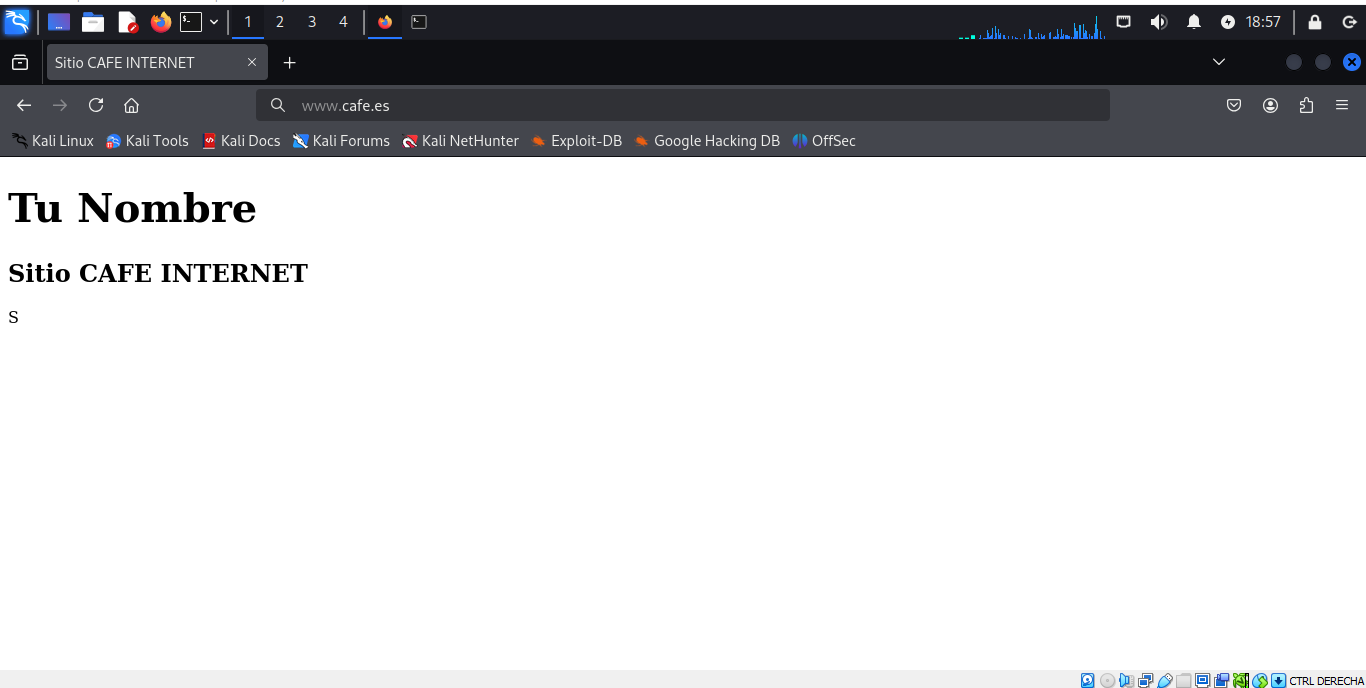 1 2 3 4 18:57
Sitio CAFE INTERNET
www.cafe.es
Kali Linux Kali Tools Kali Docs Kali Forums Kali NetHunter Exploit-DB Google Hacking DB OffSec
Tu Nombre
Sitio CAFE INTERNET
S
CTRL DERECHA